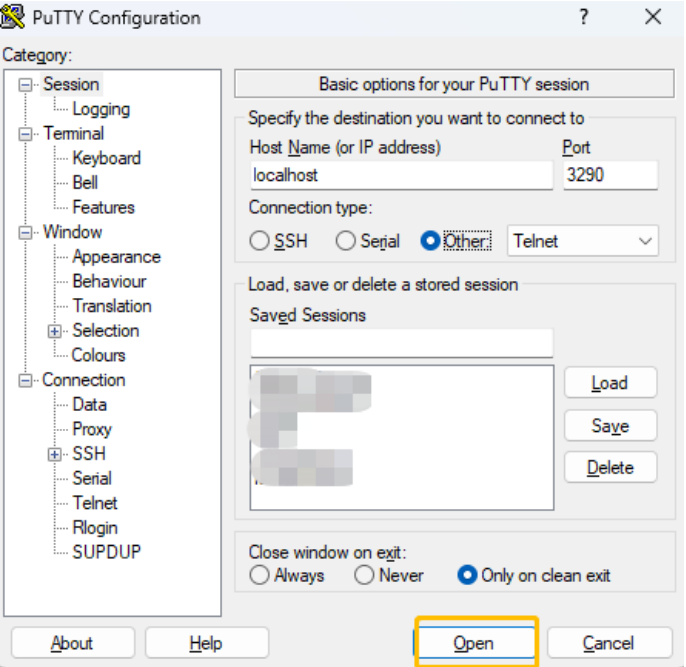 PuTTY Configuration ? ×
Category:
Session
Logging
Terminal
Keyboard
Bell
Features
Window
Appearance
Behaviour
Translation
Selection
Colours
Connection
Data
Proxy
SSH
Serial
Telnet
Rlogin
SUPDUP
Basic options for your PuTTY session
Specify the destination you want to connect to
Host Name (or IP address) Port
localhost 3290
Connection type:
SSH Serial Other: Telnet
Load, save or delete a stored session
Saved Sessions
Load
Save
Delete
Close window on exit:
Always Never Only on clean exit
About Help Open Cancel